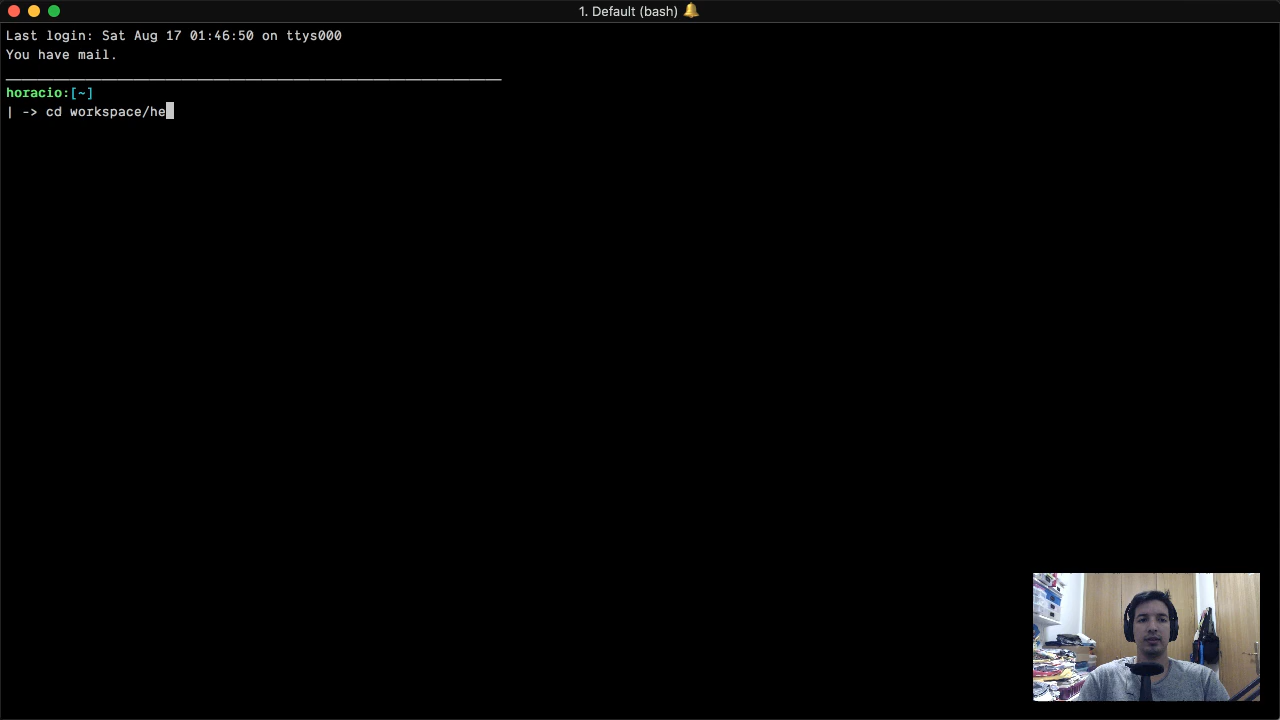 1. Default (bash)
Last login: Sat Aug 17 01:46:50 on ttys000
You have mail.
horacio:[~]
| -> cd workspace/he